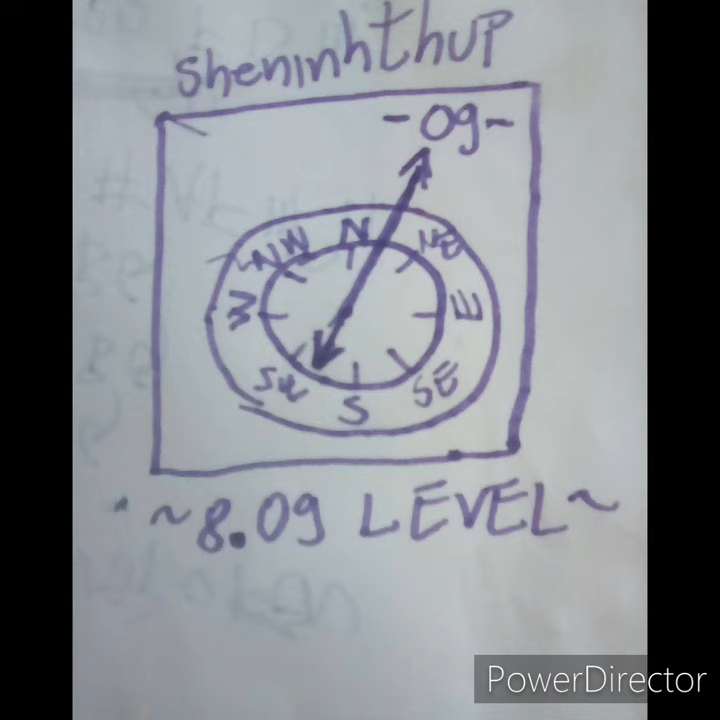 sheninhthup
-09-
N
NW
NE
W
E
SW
SE
S
~8.09 LEVEL~
PowerDirector